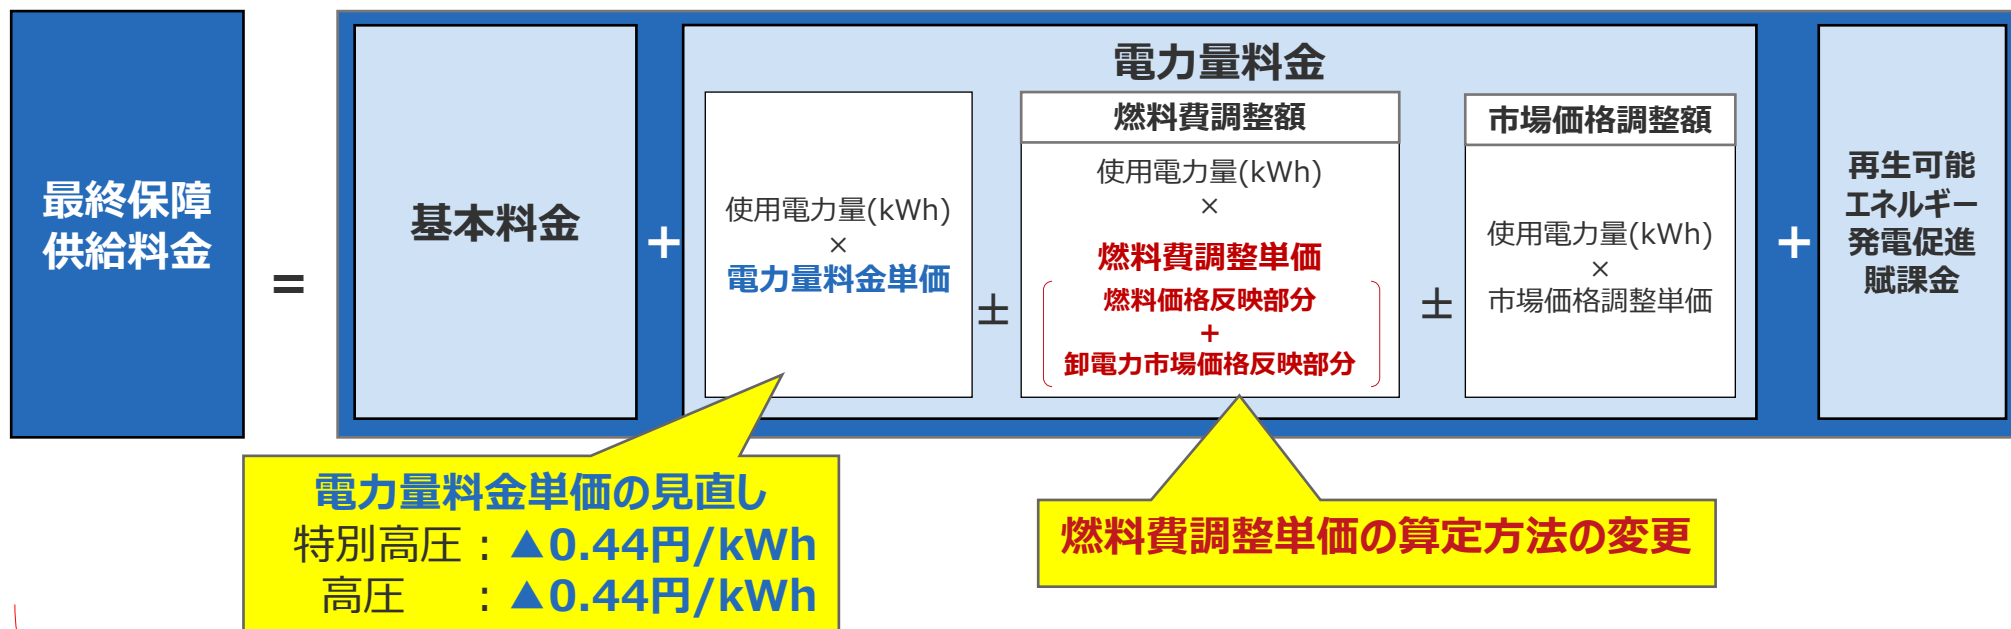 最終保障
供給料金
=
基本料金
+
電力量料金
使用電力量(kWh)
×
電力量料金単価
±
燃料費調整額
使用電力量(kWh)
×
燃料費調整単価
燃料価格反映部分
+
卸電力市場価格反映部分
±
市場価格調整額
使用電力量(kWh)
×
市場価格調整単価
+
再生可能
エネルギー
発電促進
賦課金
電力量料金単価の見直し
特別高圧：▲0.44円/kWh
高圧　：▲0.44円/kWh
燃料費調整単価の算定方法の変更